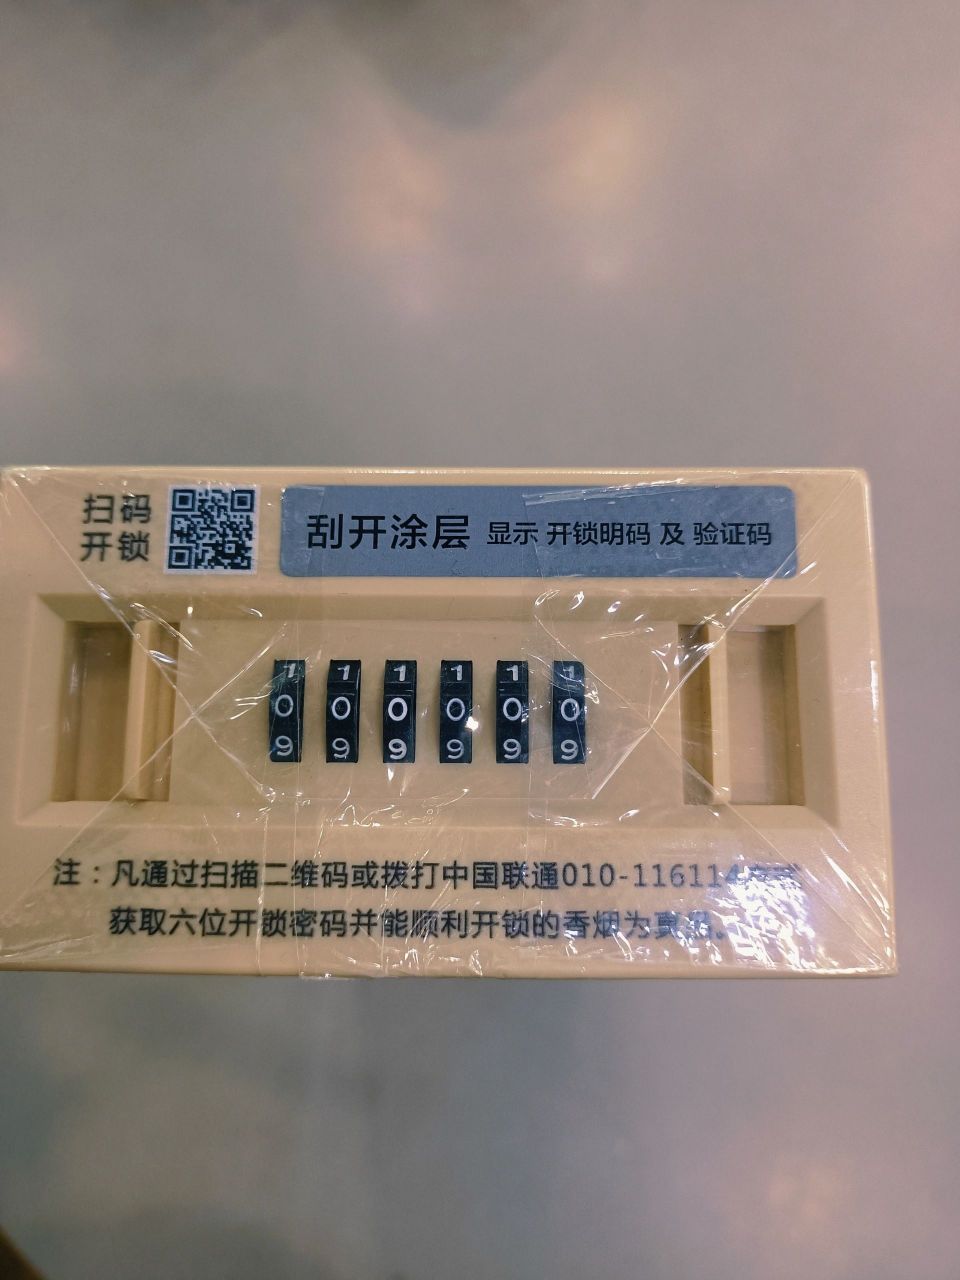 扫码
开锁
刮开涂层 显示 开锁明码 及 验证码
1 1 1 1 1 1
0 0 0 0 0 0
9 9 9 9 9 9
注：凡通过扫描二维码或拨打中国联通010-116114
获取六位开锁密码并能顺利开锁的香烟为真品。